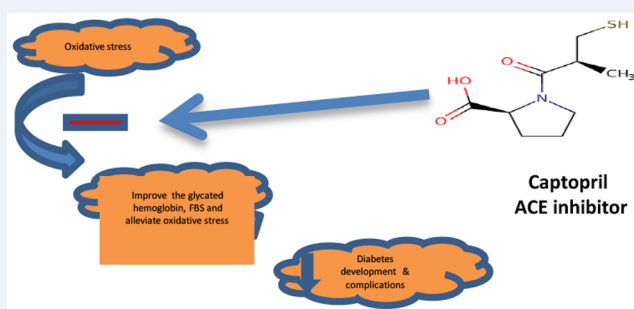 Oxidative stress
SH
O
CH3
HO
N
O
Improve the glycated
hemoglobin, FBS and
alleviate oxidative stress
Captopril
ACE inhibitor
Diabetes
development &
complications